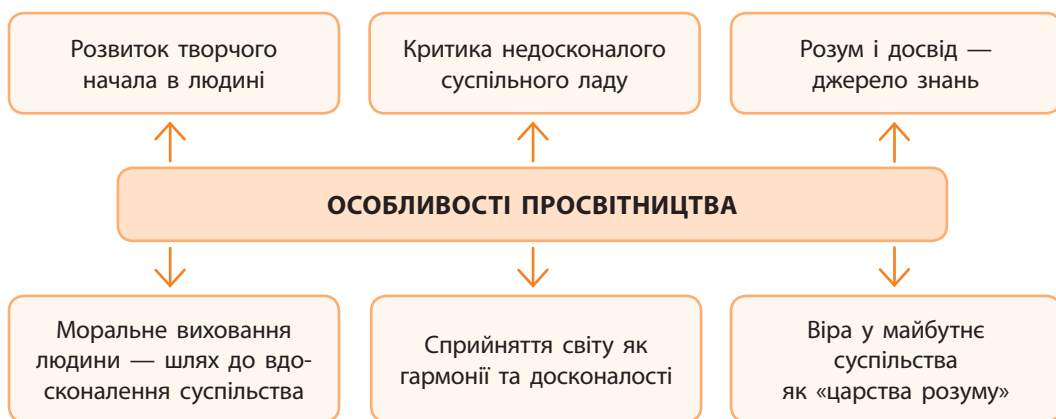 Розвиток творчого
начала в людині
Критика недосконалого
суспільного ладу
Розум і досвід —
джерело знань
ОСОБЛИВОСТІ ПРОСВІТНИЦТВА
Моральне виховання
людини — шлях до вдо-
сконалення суспільства
Сприйняття світу як
гармонії та досконалості
Віра у майбутнє
суспільства
як «царства розуму»